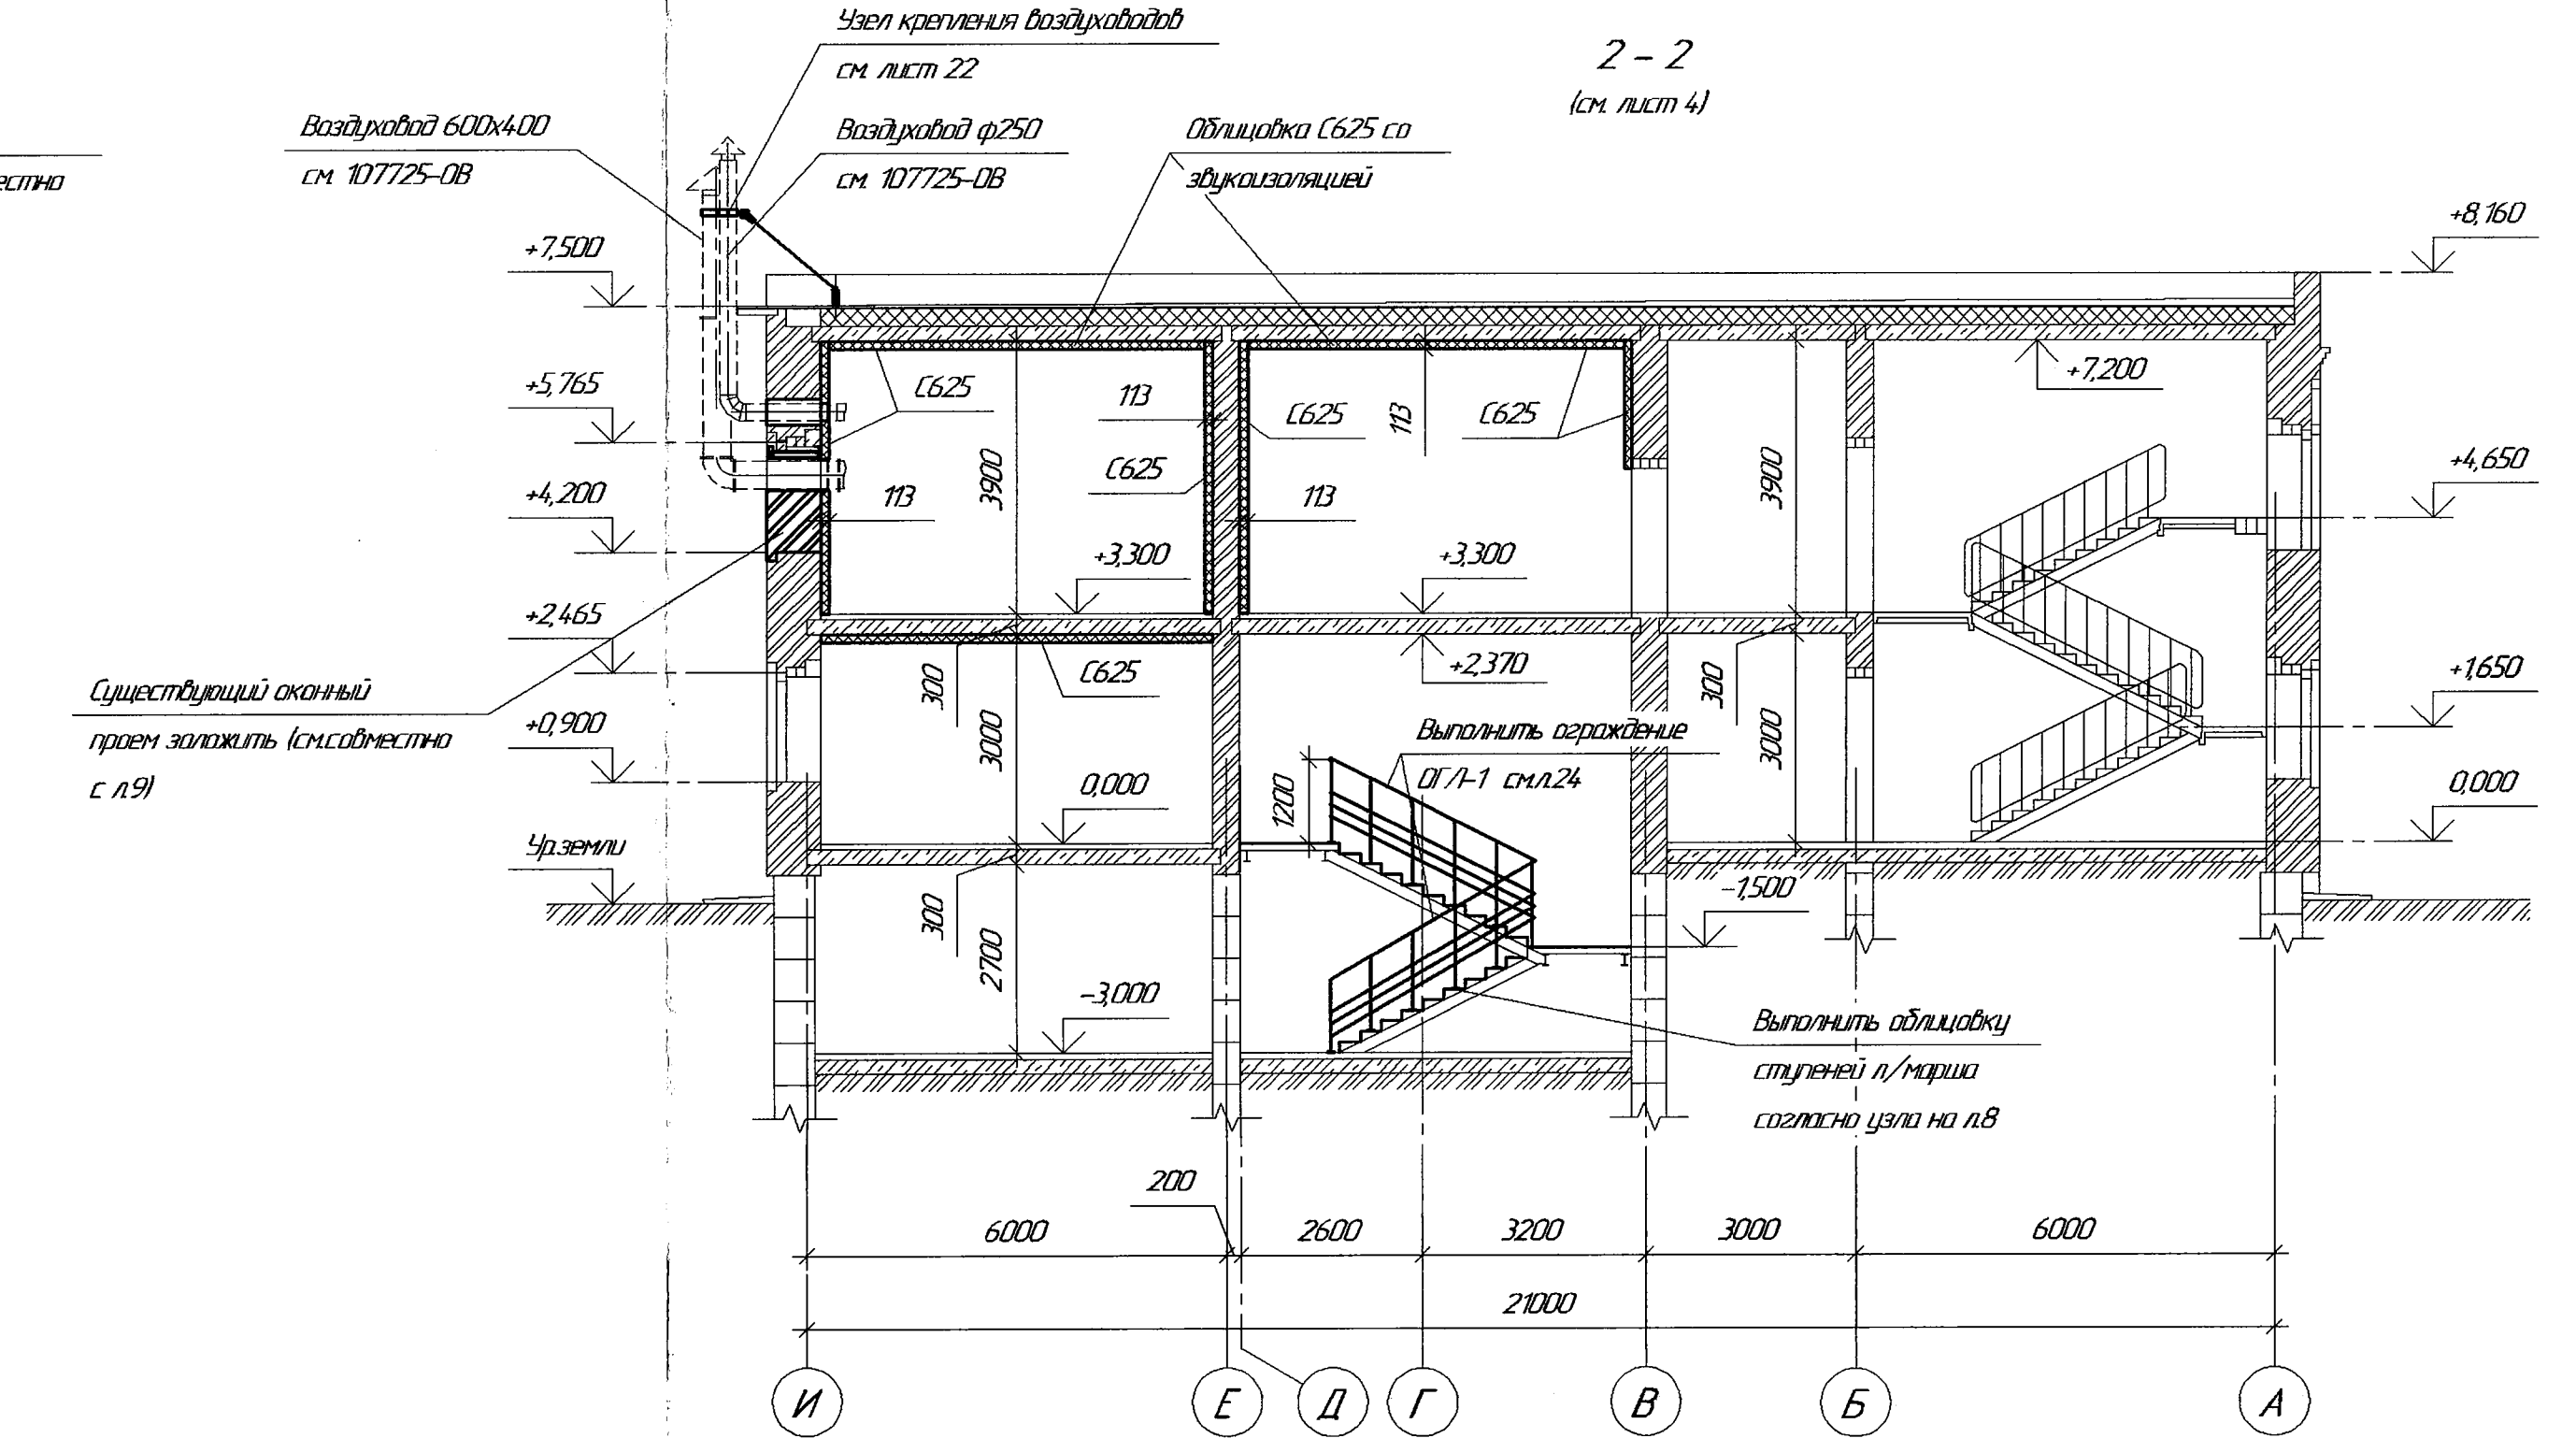 Узел крепления воздуховодов
см. лист 22
2 - 2
(см. лист 4)
Воздуховод 600х400
см. 107725-ОВ
Воздуховод ф250
см. 107725-ОВ
Облицовка С625 со
звукоизоляцией
естно
+8,160
+7,500
+7,200
+5,765
С625
113
С625
113
С625
+4,650
С625
3900
3900
+4,200
113
113
+3,300
+3,300
+2,465
+2,370
+1,650
С625
300
300
Существующий оконный
проем заложить (см.совместно
с л.9)
+0,900
3000
3000
Выполнить ограждение
ОГЛ-1 см.л.24
0,000
1200
0,000
Ур.земли
-1,500
300
2700
-3,000
Выполнить облицовку
ступеней л/марша
согласно узла на л.8
200
6000
2600
3200
3000
6000
21000
И
Е
Д
Г
В
Б
А